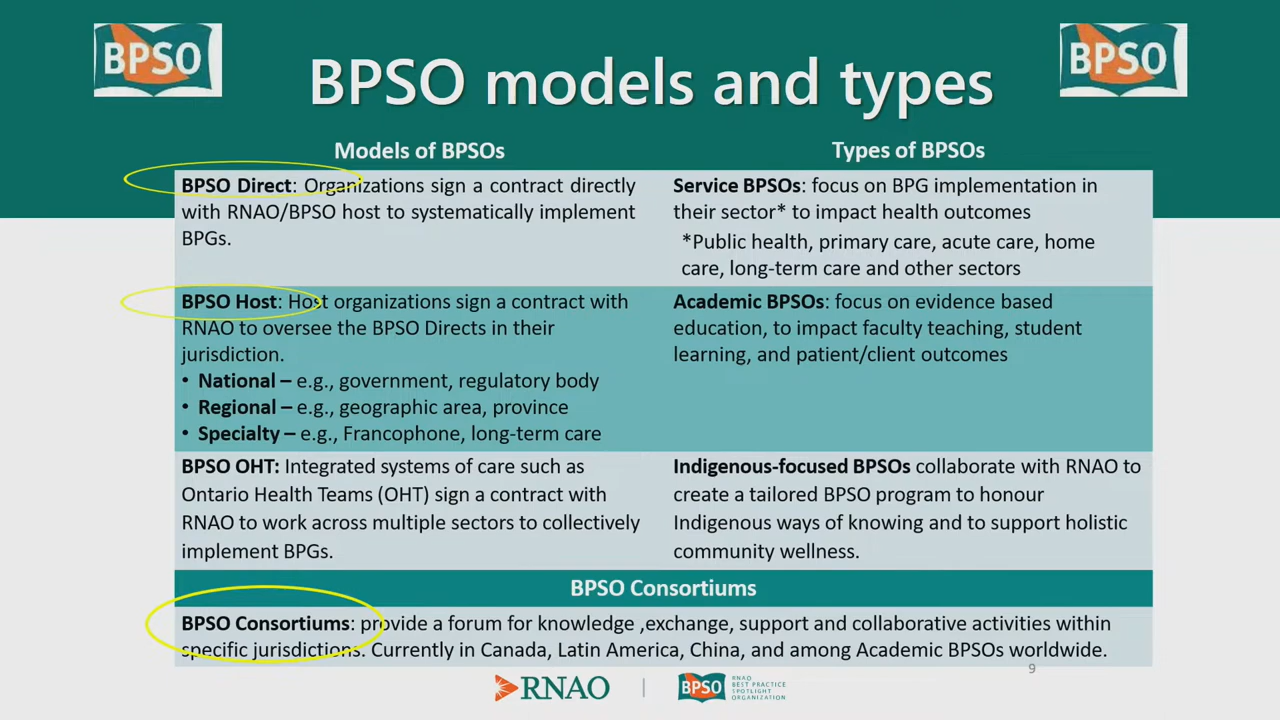 BPSO
BPSO
BPSO models and types
Models of BPSOs
BPSO Direct: Organizations sign a contract directly
with RNAO/BPSO host to systematically implement
BPGs.
BPSO Host: Host organizations sign a contract with
RNAO to oversee the BPSO Directs in their
jurisdiction.
• National – e.g., government, regulatory body
• Regional – e.g., geographic area, province
• Specialty – e.g., Francophone, long-term care
BPSO OHT: Integrated systems of care such as
Ontario Health Teams (OHT) sign a contract with
RNAO to work across multiple sectors to collectively
implement BPGs.
Types of BPSOs
Service BPSOs: focus on BPG implementation in
their sector* to impact health outcomes
*Public health, primary care, acute care, home
care, long-term care and other sectors
Academic BPSOs: focus on evidence based
education, to impact faculty teaching, student
learning, and patient/client outcomes
Indigenous-focused BPSOs collaborate with RNAO to
create a tailored BPSO program to honour
Indigenous ways of knowing and to support holistic
community wellness.
BPSO Consortiums
BPSO Consortiums: provide a forum for knowledge ,exchange, support and collaborative activities within
specific jurisdictions. Currently in Canada, Latin America, China, and among Academic BPSOs worldwide.
9
RNAO
BPSO
RNAO
BEST PRACTICE
SPOTLIGHT
ORGANIZATION